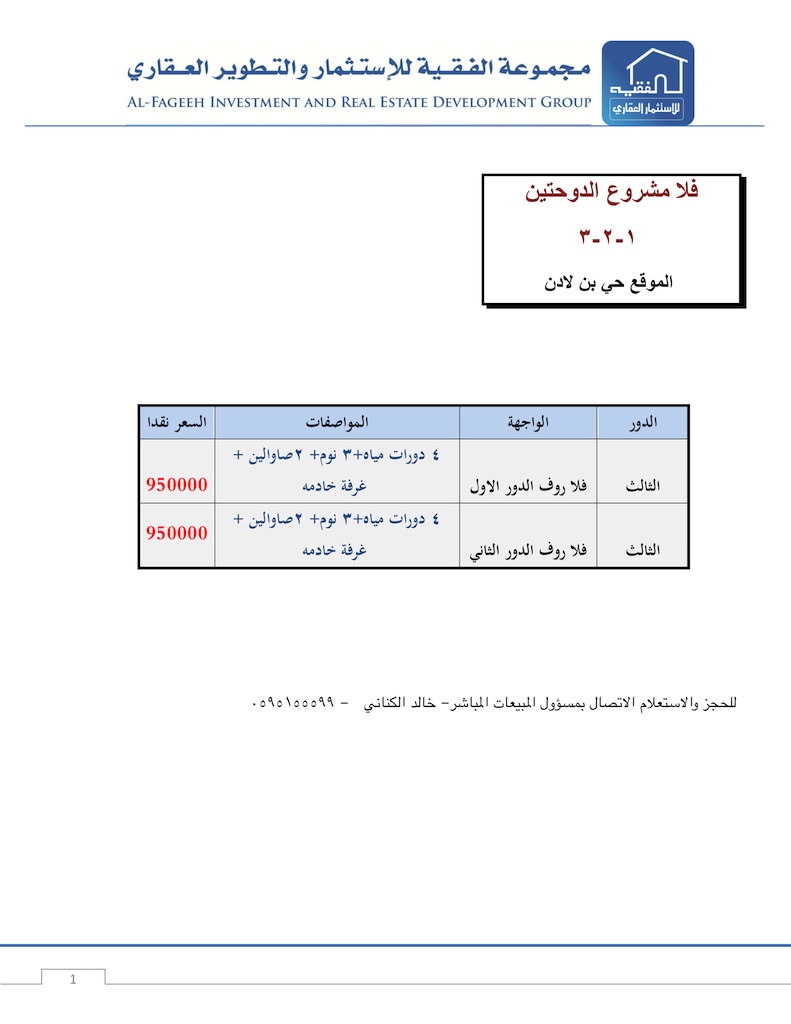 مجموعة الفقية للإستثمار والتطوير العقاري
AL-FAGEEH INVESTMENT AND REAL ESTATE DEVELOPMENT GROUP
الفقيه
للإستثمار العقاري
فلا مشروع الدوحتين
١-٢-٣
الموقع حي بن لادن
الدور الواجهة المواصفات السعر نقدا
الثالث فلا روف الدور الاول ٤ دورات مياه+٣ نوم+ ٢صاوالين +
غرفة خادمه 950000
الثالث فلا روف الدور الثاني ٤ دورات مياه+٣ نوم+ ٢صاوالين +
غرفة خادمه 950000
للحجز والاستعلام الاتصال بمسؤول المبيعات المباشر– خالد الكناني – ٠٥٩٥١٥٥٥٩٩
1